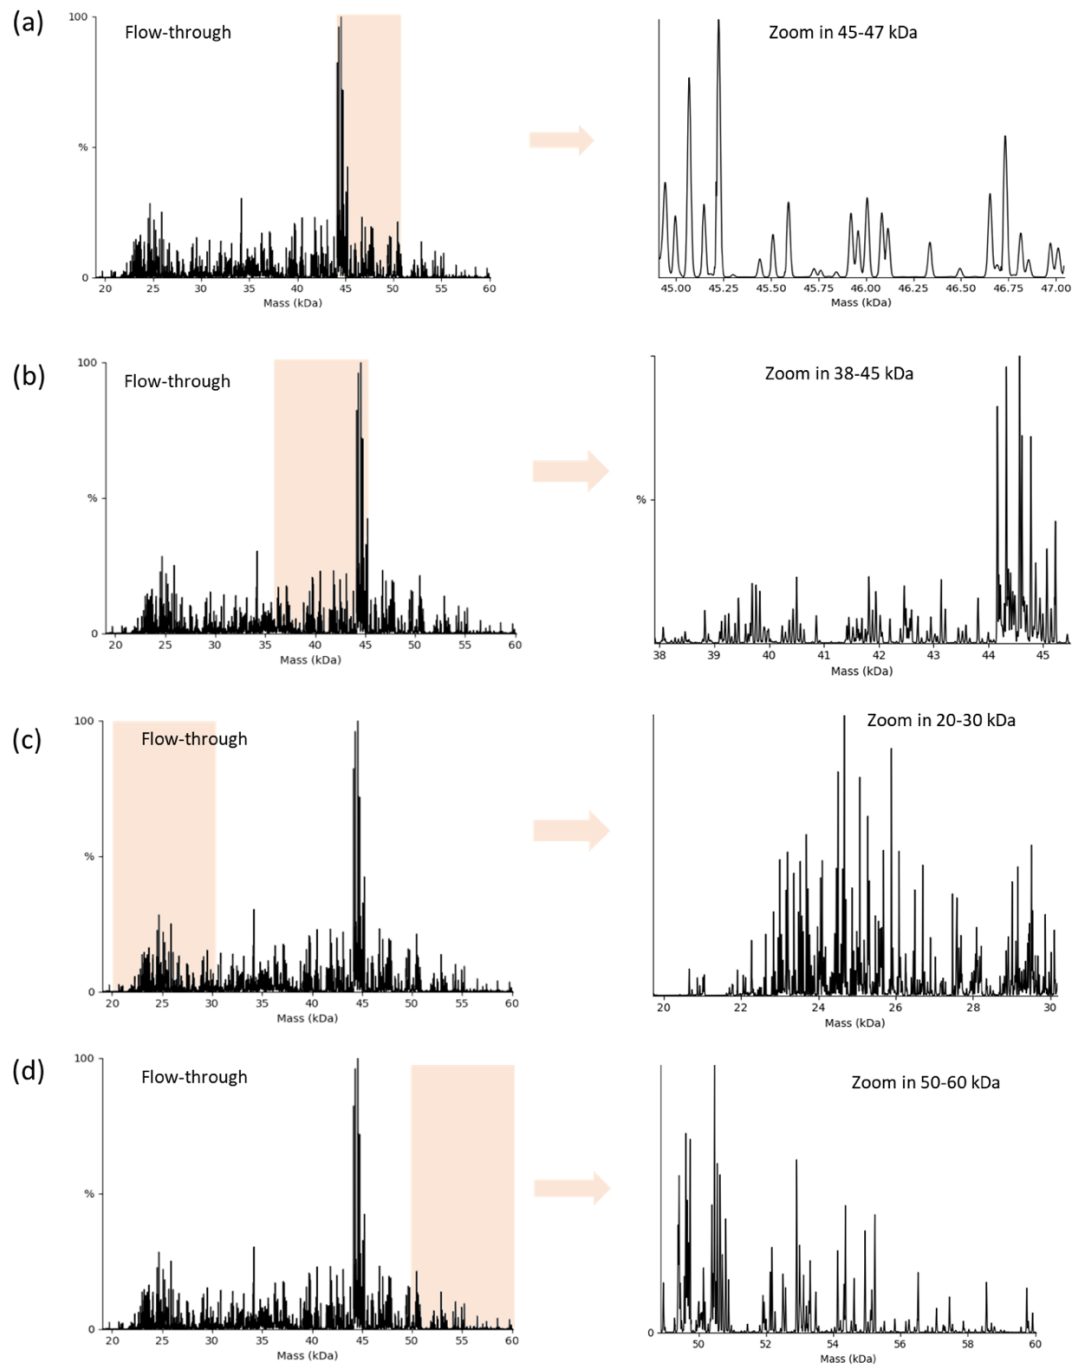 (a)
Flow-through
Zoom in 45-47 kDa
100
%
0
20 25 30 35 40 45 50 55 60
Mass (kDa)
45.00 45.25 45.50 45.75 46.00 46.25 46.50 46.75 47.00
Mass (kDa)
(b)
Flow-through
Zoom in 38-45 kDa
100
%
0
20 25 30 35 40 45 50 55 60
Mass (kDa)
%
38 39 40 41 42 43 44 45
Mass (kDa)
(c)
Flow-through
Zoom in 20-30 kDa
100
%
0
20 25 30 35 40 45 50 55 60
Mass (kDa)
20 22 24 26 28 30
Mass (kDa)
(d)
Flow-through
Zoom in 50-60 kDa
100
%
0
20 25 30 35 40 45 50 55 60
Mass (kDa)
0
50 52 54 56 58 60
Mass (kDa)